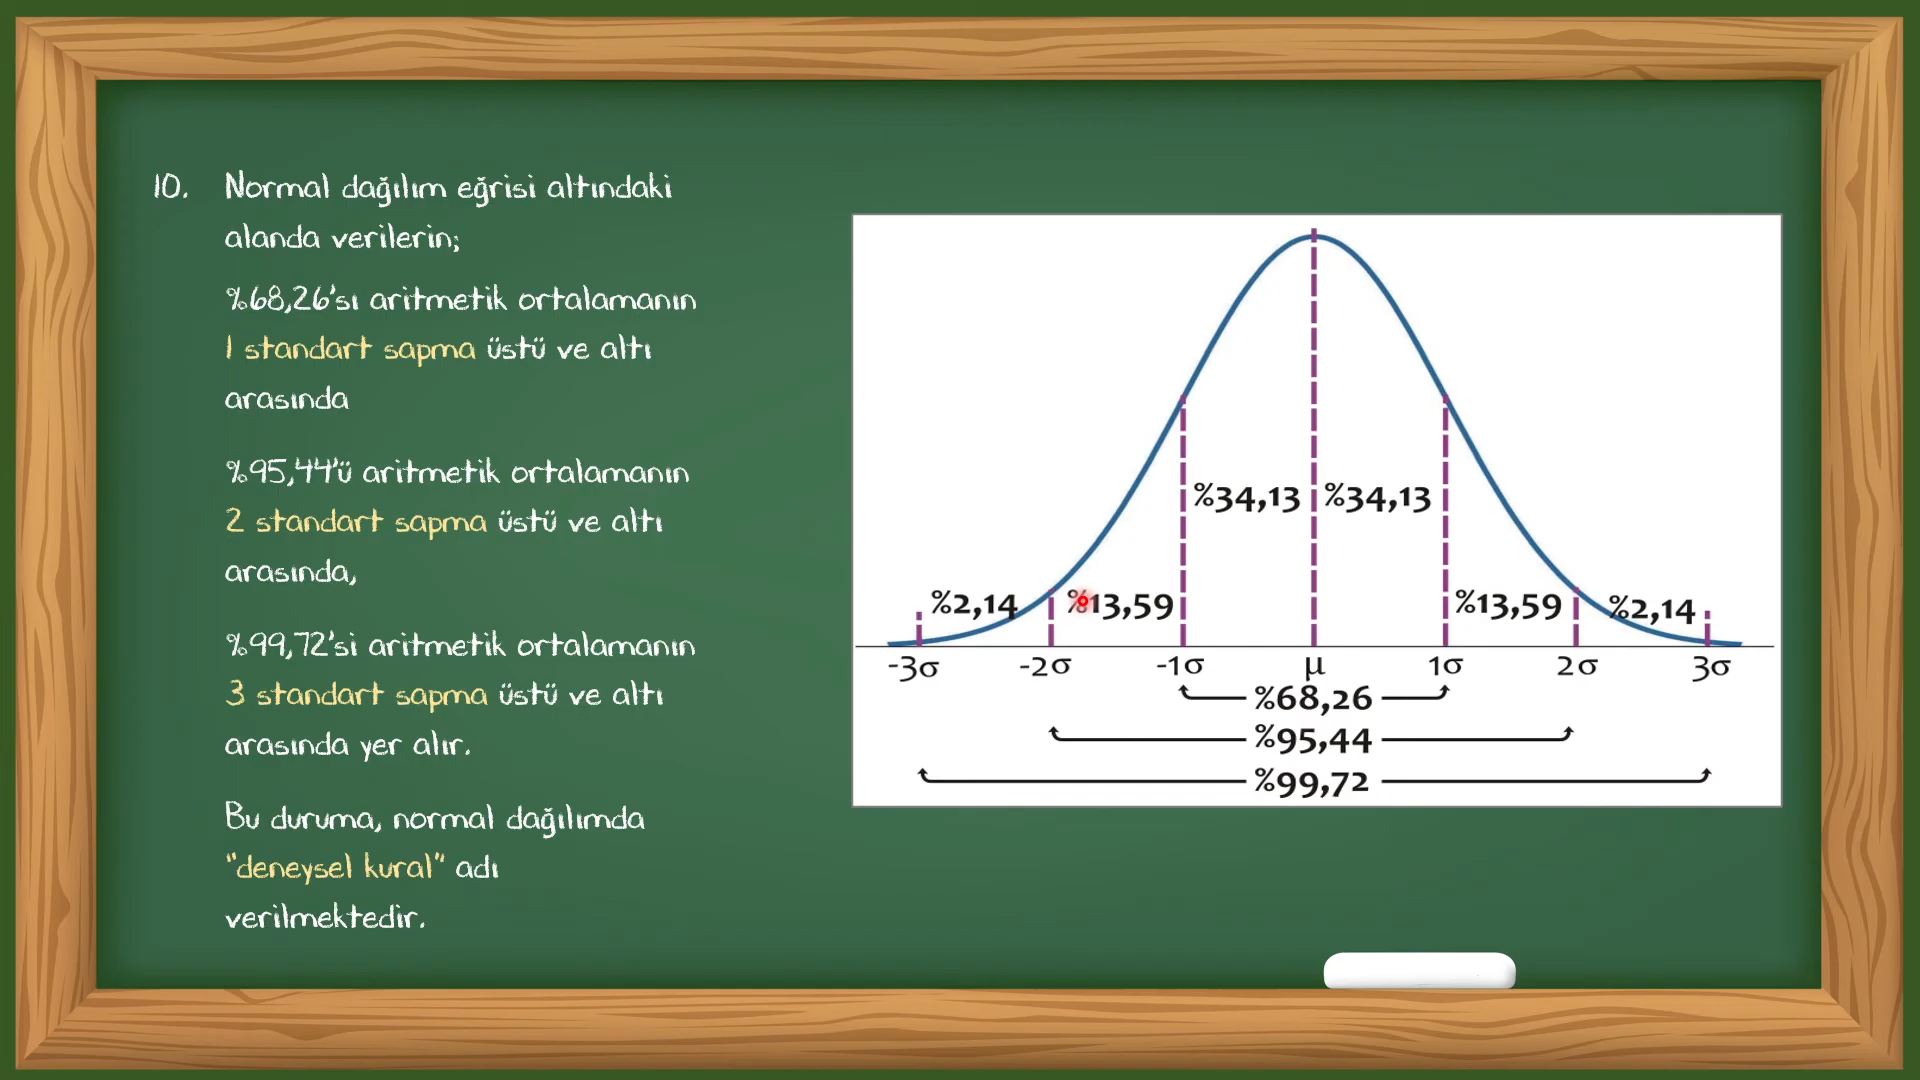 10. Normal dağılım eğrisi altındaki
alanda verilerin;
%68,26'sı aritmetik ortalamanın
1 standart sapma üstü ve altı
arasında
%95,44'ü aritmetik ortalamanın
2 standart sapma üstü ve altı
arasında,
%99,72'si aritmetik ortalamanın
3 standart sapma üstü ve altı
arasında yer alır.
Bu duruma, normal dağılımda
"deneysel kural" adı
verilmektedir.
%34,13 %34,13
%2,14 %13,59 %13,59 %2,14
-3σ -2σ -1σ μ 1σ 2σ 3σ
%68,26
%95,44
%99,72